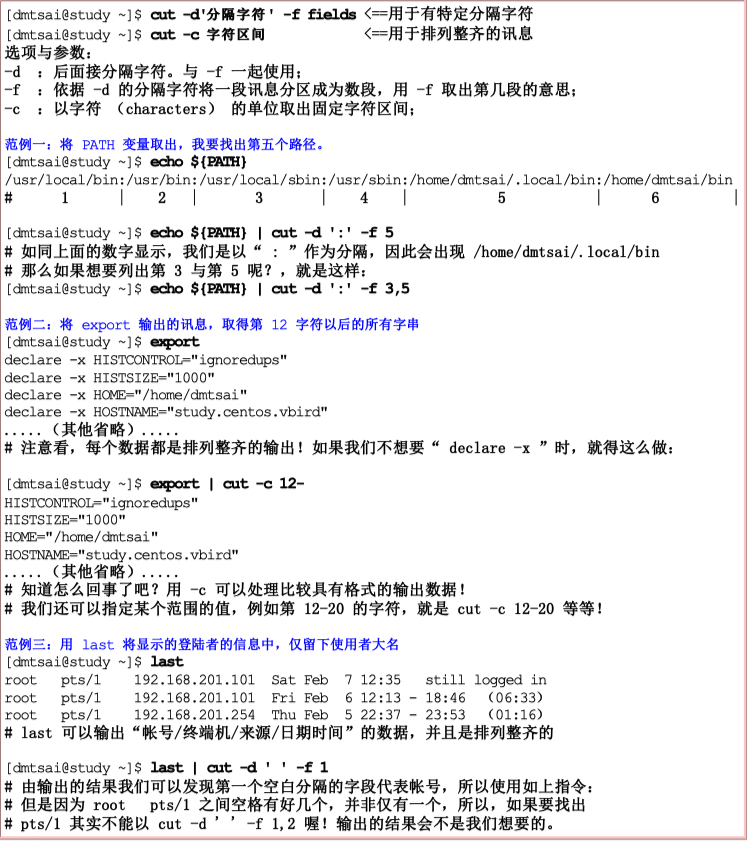 [dmtsai@study ~]$ cut -d'分隔字符' -f fields <==用于有特定分隔字符
[dmtsai@study ~]$ cut -c 字符区间 <==用于排列整齐的讯息
选项与参数：
-d ：后面接分隔字符。与 -f 一起使用；
-f ：依据 -d 的分隔字符将一段讯息分区成为数段，用 -f 取出第几段的意思；
-c ：以字符 （characters） 的单位取出固定字符区间；
范例一：将 PATH 变量取出，我要找出第五个路径。
[dmtsai@study ~]$ echo ${PATH}
/usr/local/bin:/usr/bin:/usr/local/sbin:/usr/sbin:/home/dmtsai/.local/bin:/home/dmtsai/bin
# 1 | 2 | 3 | 4 | 5 | 6 |
[dmtsai@study ~]$ echo ${PATH} | cut -d ':' -f 5
# 如同上面的数字显示，我们是以“ : ”作为分隔，因此会出现 /home/dmtsai/.local/bin
# 那么如果想要列出第 3 与第 5 呢？，就是这样：
[dmtsai@study ~]$ echo ${PATH} | cut -d ':' -f 3,5
范例二：将 export 输出的讯息，取得第 12 字符以后的所有字串
[dmtsai@study ~]$ export
declare -x HISTCONTROL="ignoredups"
declare -x HISTSIZE="1000"
declare -x HOME="/home/dmtsai"
declare -x HOSTNAME="study.centos.vbird"
.....（其他省略）.....
# 注意看，每个数据都是排列整齐的输出！如果我们不想要“ declare -x ”时，就得这么做：
[dmtsai@study ~]$ export | cut -c 12-
HISTCONTROL="ignoredups"
HISTSIZE="1000"
HOME="/home/dmtsai"
HOSTNAME="study.centos.vbird"
.....（其他省略）.....
# 知道怎么回事了吧？用 -c 可以处理比较具有格式的输出数据！
# 我们还可以指定某个范围的值，例如第 12-20 的字符，就是 cut -c 12-20 等等！
范例三：用 last 将显示的登陆者的信息中，仅留下使用者大名
[dmtsai@study ~]$ last
root pts/1 192.168.201.101 Sat Feb 7 12:35 still logged in
root pts/1 192.168.201.101 Fri Feb 6 12:13 - 18:46 （06:33）
root pts/1 192.168.201.254 Thu Feb 5 22:37 - 23:53 （01:16）
# last 可以输出“帐号/终端机/来源/日期时间”的数据，并且是排列整齐的
[dmtsai@study ~]$ last | cut -d ' ' -f 1
# 由输出的结果我们可以发现第一个空白分隔的字段代表帐号，所以使用如上指令：
# 但是因为 root pts/1 之间空格有好几个，并非仅有一个，所以，如果要找出
# pts/1 其实不能以 cut -d ' ' -f 1,2 喔！输出的结果会不是我们想要的。